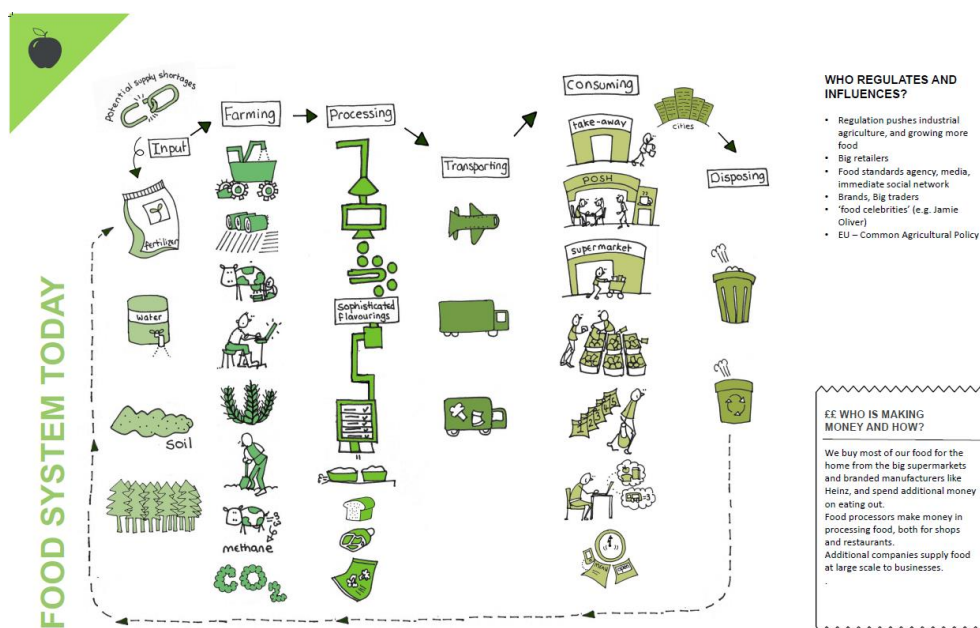 FOOD SYSTEM TODAY
Potential supply shortages
Input
Farming
Processing
Transporting
Consuming
cities
Disposing
fertilizer
water
Soil
methane
CO2
Sophisticated
Flavourings
take-away
POSH
supermarket
WHO REGULATES AND
INFLUENCES?
• Regulation pushes industrial
agriculture, and growing more
food
• Big retailers
• Food standards agency, media,
immediate social network
• Brands, Big traders
• 'food celebrities' (e.g. Jamie
Oliver)
• EU – Common Agricultural Policy
££ WHO IS MAKING
MONEY AND HOW?
We buy most of our food for the
home from the big supermarkets
and branded manufacturers like
Heinz, and spend additional money
on eating out.
Food processors make money in
processing food, both for shops
and restaurants.
Additional companies supply food
at large scale to businesses.
.